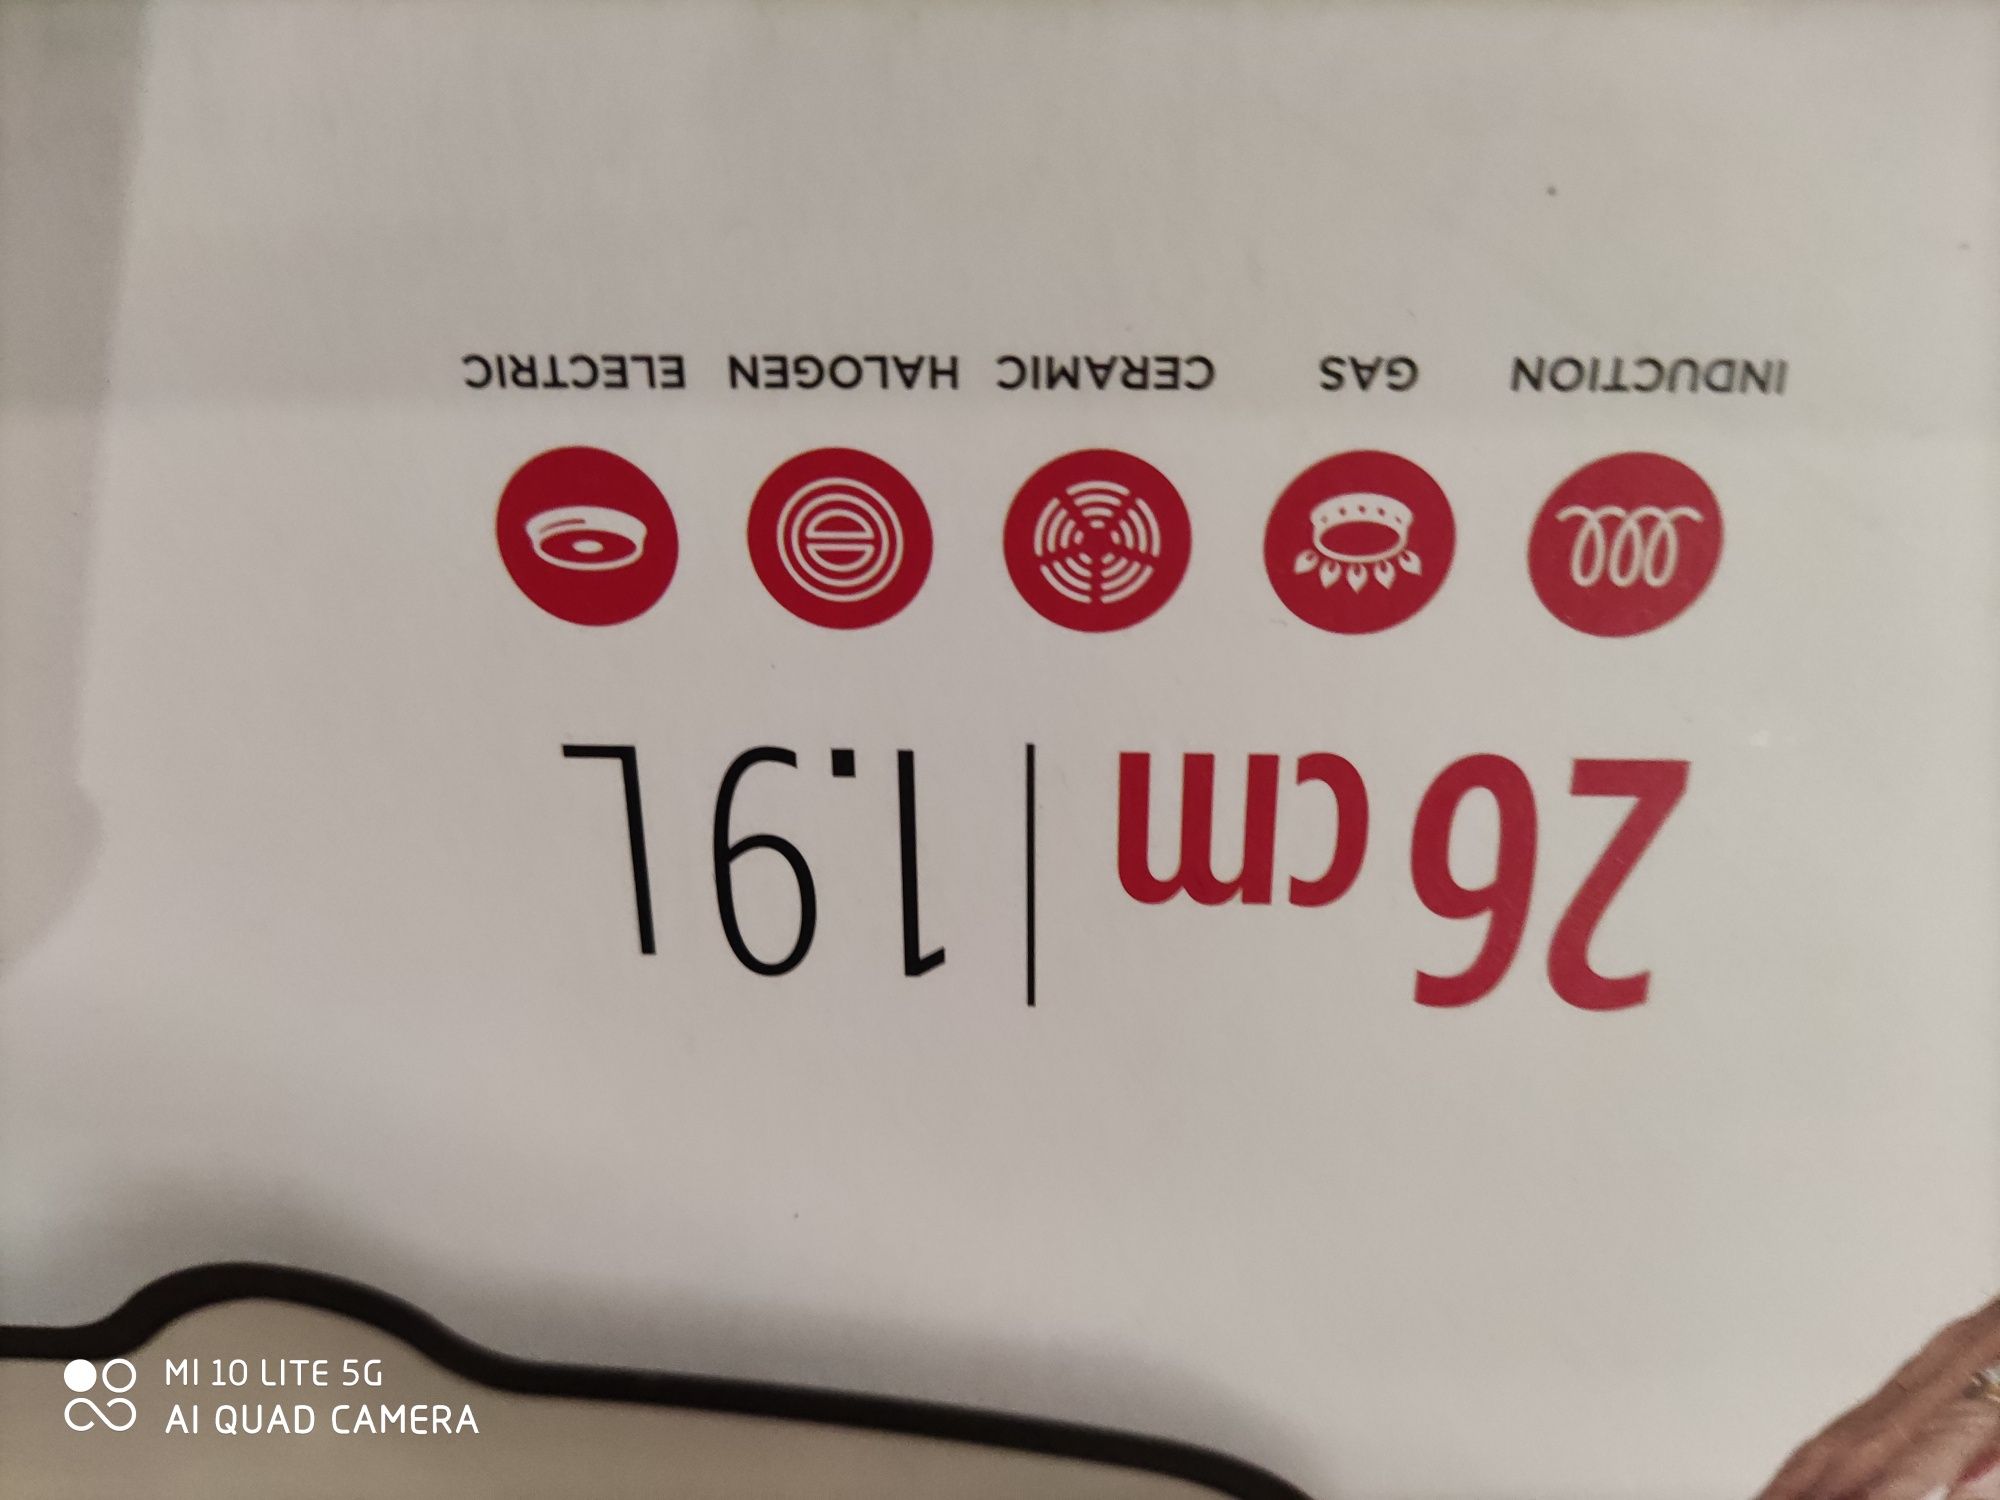 26cm | 1.9L
INDUCTION GAS CERAMIC HALOGEN ELECTRIC
MI 10 LITE 5G
AI QUAD CAMERA